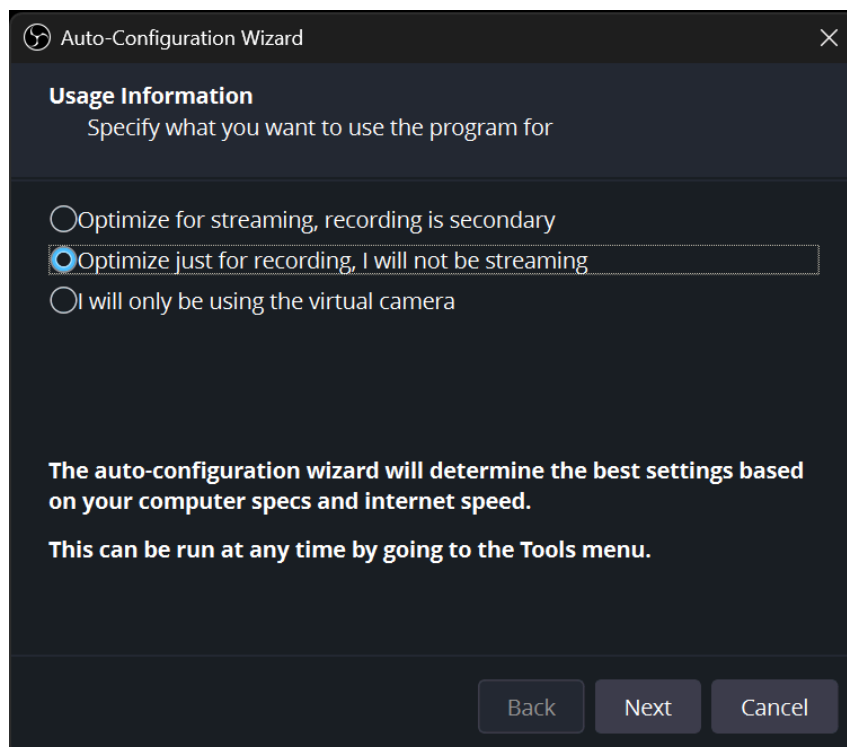 Auto-Configuration Wizard
Usage Information
Specify what you want to use the program for
Optimize for streaming, recording is secondary
Optimize just for recording, I will not be streaming
I will only be using the virtual camera
The auto-configuration wizard will determine the best settings based
on your computer specs and internet speed.
This can be run at any time by going to the Tools menu.
Back Next Cancel